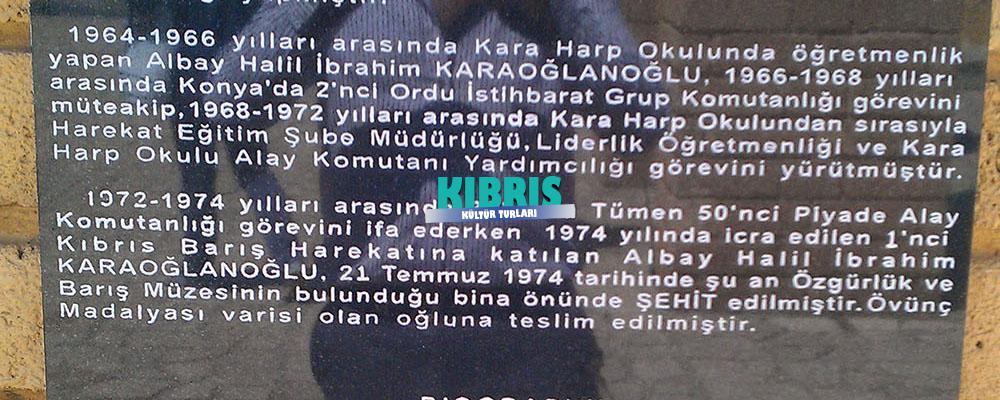 1964-1966 yılları arasında Kara Harp Okulunda öğretmenlik
yapan Albay Halil İbrahim KARAOĞLANOĞLU, 1966-1968 yılları
arasında Konya'da 2'nci Ordu İstihbarat Grup Komutanlığı görevini
müteakip, 1968-1972 yılları arasında Kara Harp Okulundan sırasıyla
Harekat Eğitim Şube Müdürlüğü, Liderlik Öğretmenliği ve Kara
Harp Okulu Alay Komutanı Yardımcılığı görevini yürütmüştür.
KIBRIS
KÜLTÜR TURLARI
1972-1974 yılları Tümen 50'nci Piyade Alay
Komutanlığı görevini ifa ederken 1974 yılında icra edilen 1'nci
Kıbrıs Barış Harekatına katılan Albay Halil İbrahim
KARAOĞLANOĞLU, 21 Temmuz 1974 tarihinde şu an Özgürlük ve
Barış Müzesinin bulunduğu bina önünde ŞEHİT edilmiştir. Övünç
Madalyası varisi olan oğluna teslim edilmiştir.